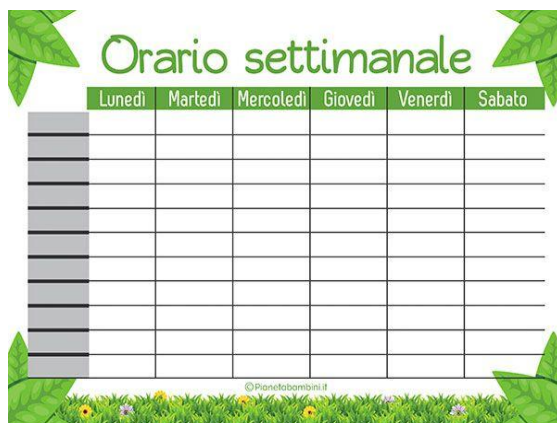 Orario settimanale
Lunedì Martedì Mercoledì Giovedì Venerdì Sabato
©Pianetabambini.it